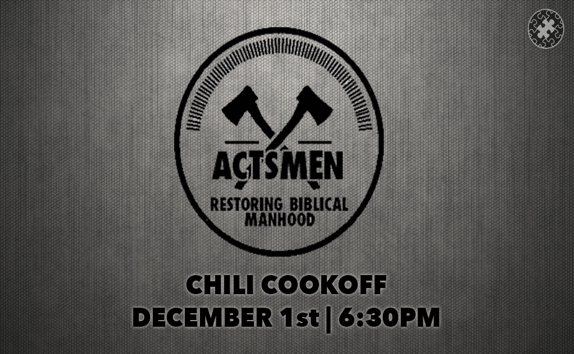 ACTSMEN
RESTORING BIBLICAL
MANHOOD
CHILI COOKOFF
DECEMBER 1st | 6:30PM